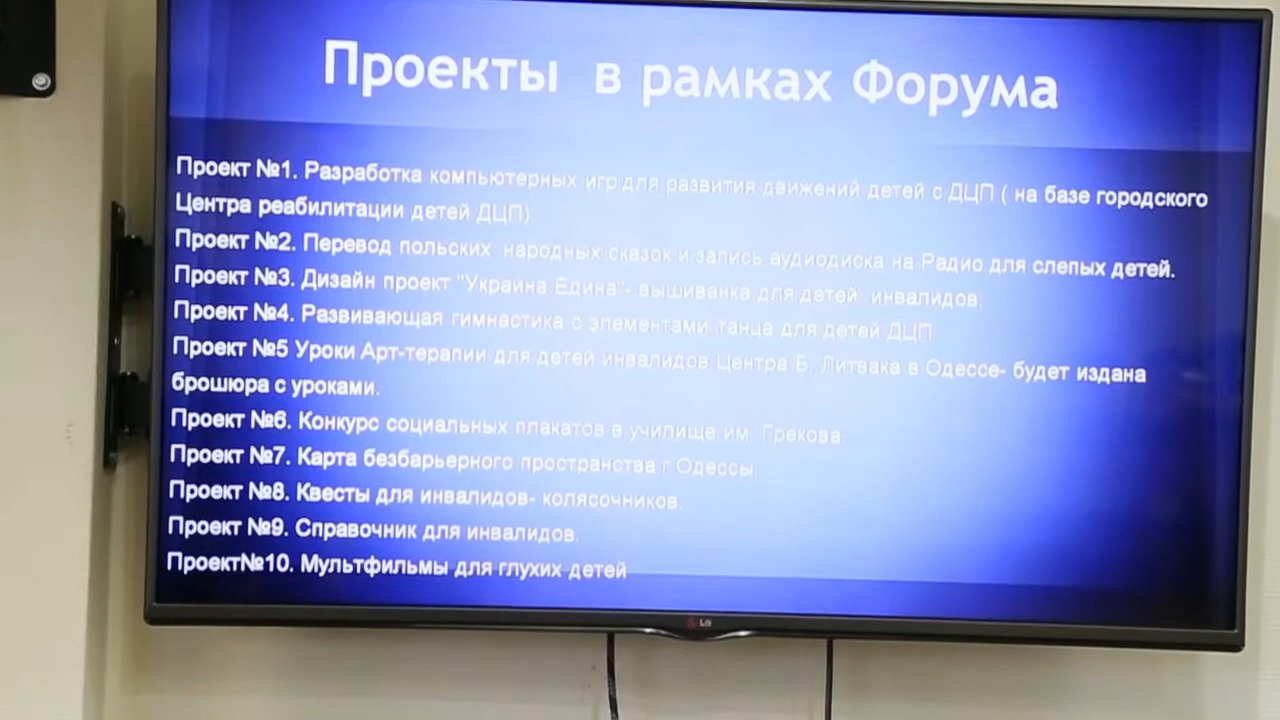 Проекты в рамках Форума
Проект №1. Разработка компьютерных игр для развития движений детей с ДЦП ( на базе городского
Центра реабилитации детей ДЦП)
Проект №2. Перевод польских народных сказок и запись аудиодиска на Радио для слепых детей.
Проект №3. Дизайн проект "Украина Едина"- вышиванка для детей инвалидов.
Проект №4. Развивающая гимнастика с элементами танца для детей ДЦП
Проект №5 Уроки Арт-терапии для детей инвалидов Центра Б. Литвака в Одессе- будет издана
брошюра с уроками.
Проект №6. Конкурс социальных плакатов в училище им. Грекова.
Проект №7. Карта безбарьерного пространства г.Одессы.
Проект №8. Квесты для инвалидов- колясочников.
Проект №9. Справочник для инвалидов.
Проект№10. Мультфильмы для глухих детей
LG